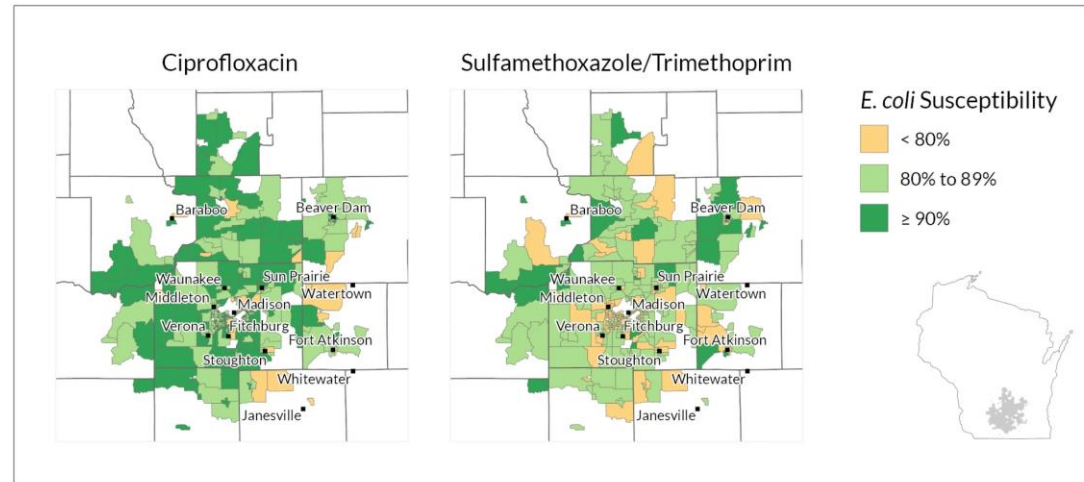 Ciprofloxacin
Baraboo
Beaver Dam
Waunakee
Sun Prairie
Middleton
Madison
Watertown
Verona
Fitchburg
Fort Atkinson
Stoughton
Whitewater
Janesville
Sulfamethoxazole/Trimethoprim
Baraboo
Beaver Dam
Waunakee
Sun Prairie
Middleton
Madison
Watertown
Verona
Fitchburg
Fort Atkinson
Stoughton
Whitewater
Janesville
E. coli Susceptibility
< 80%
80% to 89%
≥ 90%